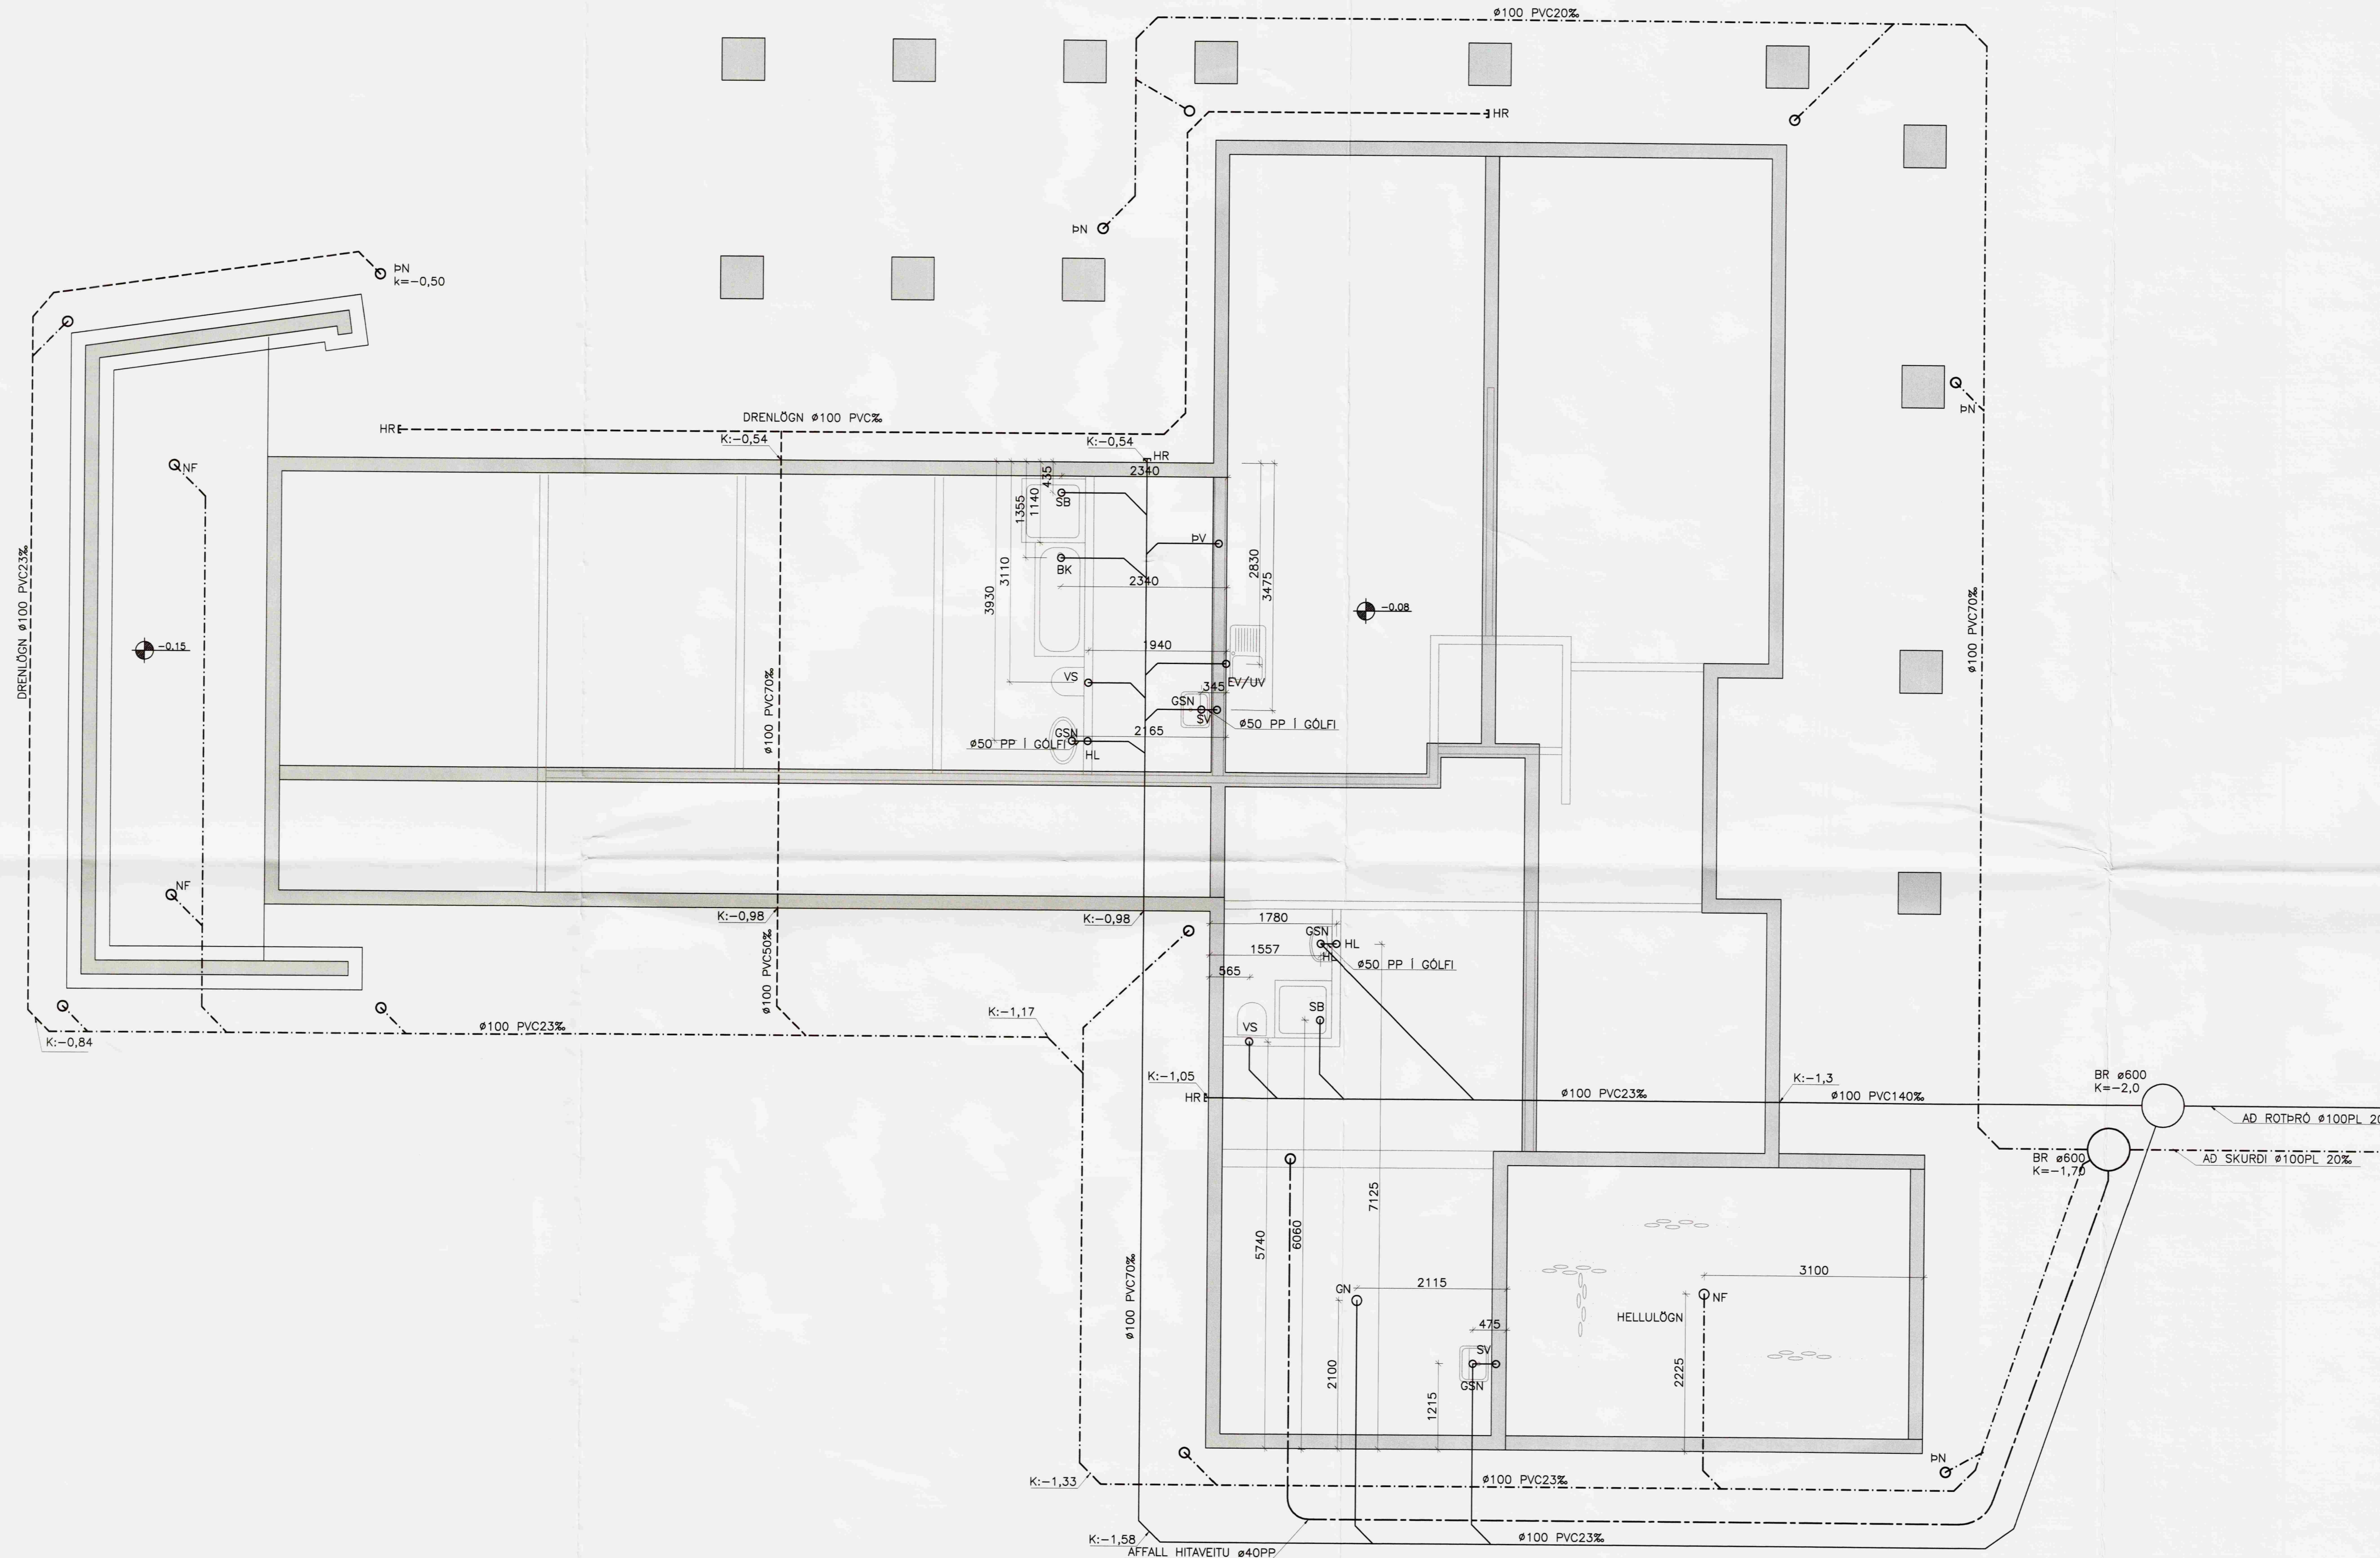 ø100 PVC20‰
HR
ÞN
ÞN
k=-0,50
DRENLÖGN ø100 PVC‰
HR
K:-0,54
K:-0,54
HR
ÞN
NF
2340
435
SB
1140
1355
ÞV
BK
2340
3110
3930
2830
3475
-0.08
-0.15
DRENLÖGN ø100 PVC23‰
ø100 PVC70‰
ø100 PVC70‰
1940
VS
EV/UV
345
GSN
SV
ø50 PP Í GÓLFI
GSN
2165
ø50 PP Í GÓLFI
HL
NF
K:-0,98
K:-0,98
1780
GSN
HL
HL
1557
ø50 PP Í GÓLFI
565
ø100 PVC50‰
SB
VS
K:-1,17
ø100 PVC23‰
K:-0,84
K:-1,05
HR
K:-1,3
ø100 PVC23‰
ø100 PVC140‰
BR ø600
K=-2,0
AÐ ROTÞRÓ ø100PL 20
BR ø600
K=-1,70
AÐ SKURÐI ø100PL 20‰
7125
6060
5740
ø100 PVC70‰
GN
2115
3100
NF
HELLULÖGN
475
SV
GSN
2100
1215
2225
ÞN
K:-1,33
ø100 PVC23‰
K:-1,58
ø100 PVC23‰
AFFALL HITAVEITU ø40PP